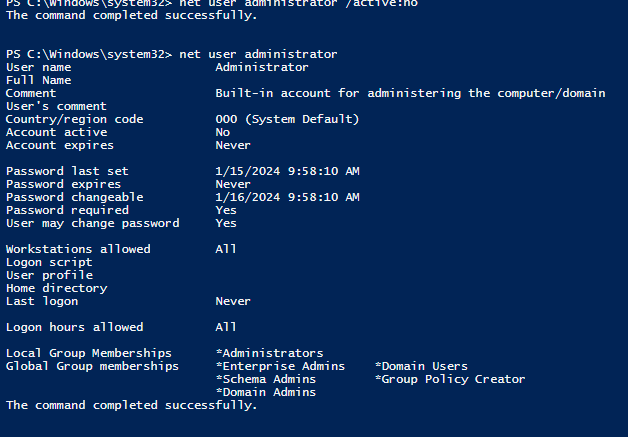 PS C:\Windows\system32> net user administrator /active:no
The command completed successfully.
PS C:\Windows\system32> net user administrator
User name Administrator
Full Name
Comment Built-in account for administering the computer/domain
User's comment
Country/region code 000 (System Default)
Account active No
Account expires Never
Password last set 1/15/2024 9:58:10 AM
Password expires Never
Password changeable 1/16/2024 9:58:10 AM
Password required Yes
User may change password Yes
Workstations allowed All
Logon script
User profile
Home directory
Last logon Never
Logon hours allowed All
Local Group Memberships *Administrators
Global Group memberships *Enterprise Admins *Domain Users
*Schema Admins *Group Policy Creator
*Domain Admins
The command completed successfully.